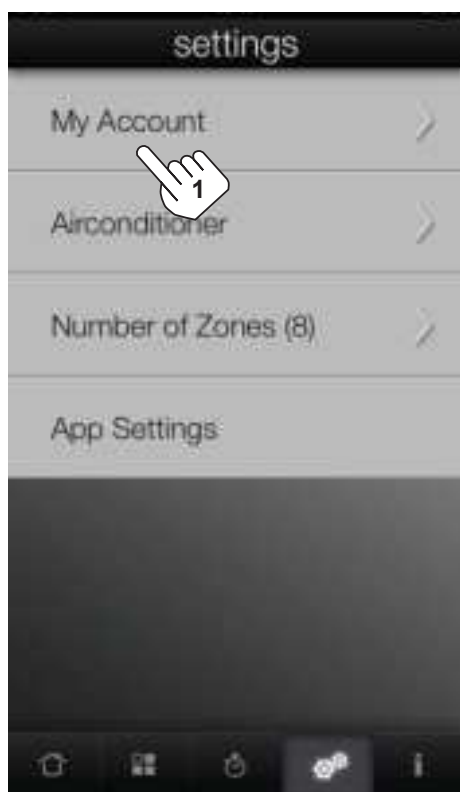 settings
My Account
1
Airconditioner
Number of Zones (8)
App Settings
i